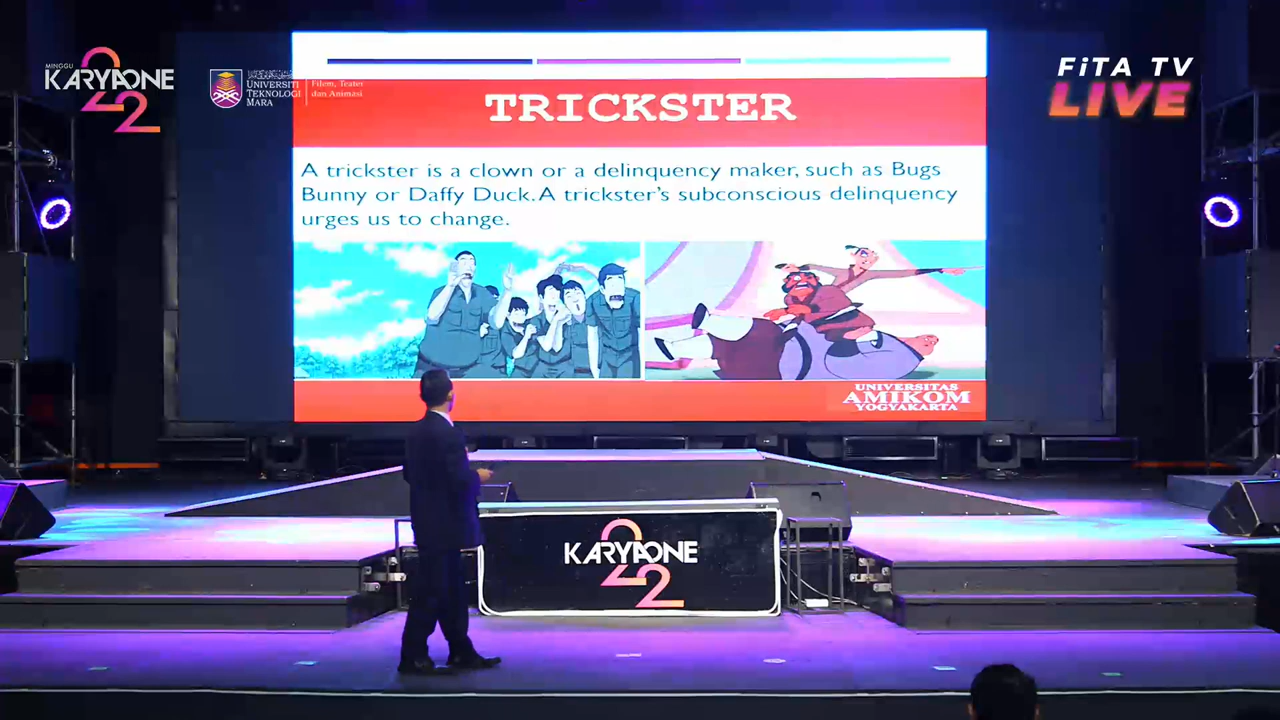 MINGGU
KARYAONE
22
UNIVERSITI
TEKNOLOGI
MARA
Filem, Teater
dan Animasi
FiTA TV
LIVE
TRICKSTER
A trickster is a clown or a delinquency maker, such as Bugs
Bunny or Daffy Duck. A trickster's subconscious delinquency
urges us to change.
UNIVERSITAS
AMIKOM
YOGYAKARTA
KARYAONE
22